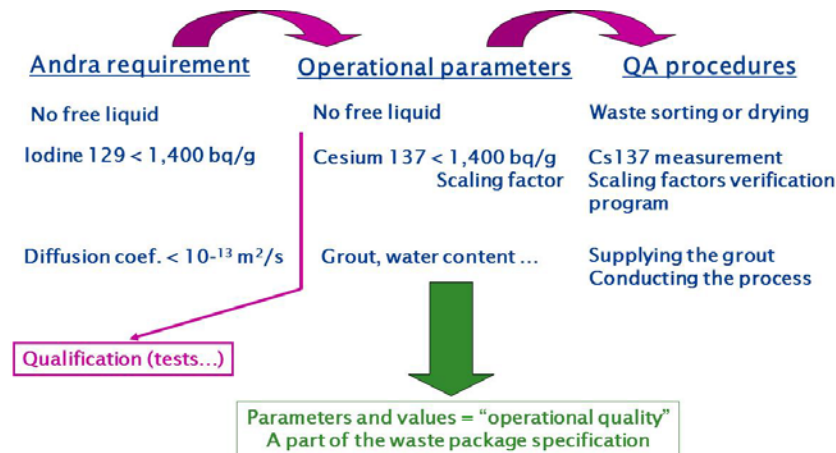 Andra requirement
Operational parameters
QA procedures
No free liquid
No free liquid
Waste sorting or drying
Iodine 129 < 1,400 bq/g
Cesium 137 < 1,400 bq/g
Scaling factor
Cs137 measurement
Scaling factors verification
program
Diffusion coef. < 10-¹³ m²/s
Grout, water content ...
Supplying the grout
Conducting the process
Qualification (tests...)
Parameters and values = “operational quality”
A part of the waste package specification